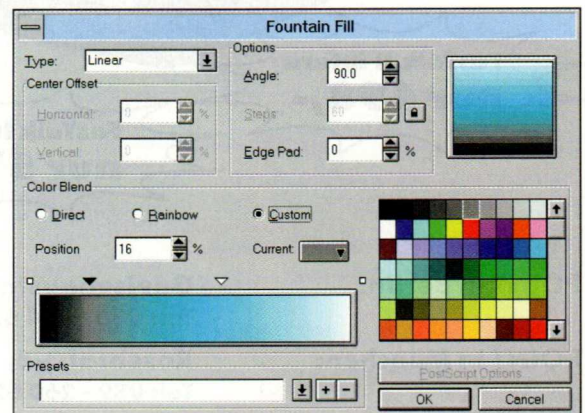 Fountain Fill
Type: Linear
Options
Angle: 90.0
Center Offset
Horizontal: 0 %
Steps: 60
Vertical: 0 %
Edge Pad: 0 %
Color Blend
Direct Rainbow Custom
Position 16 % Current:
Presets
PostScript Options
OK Cancel